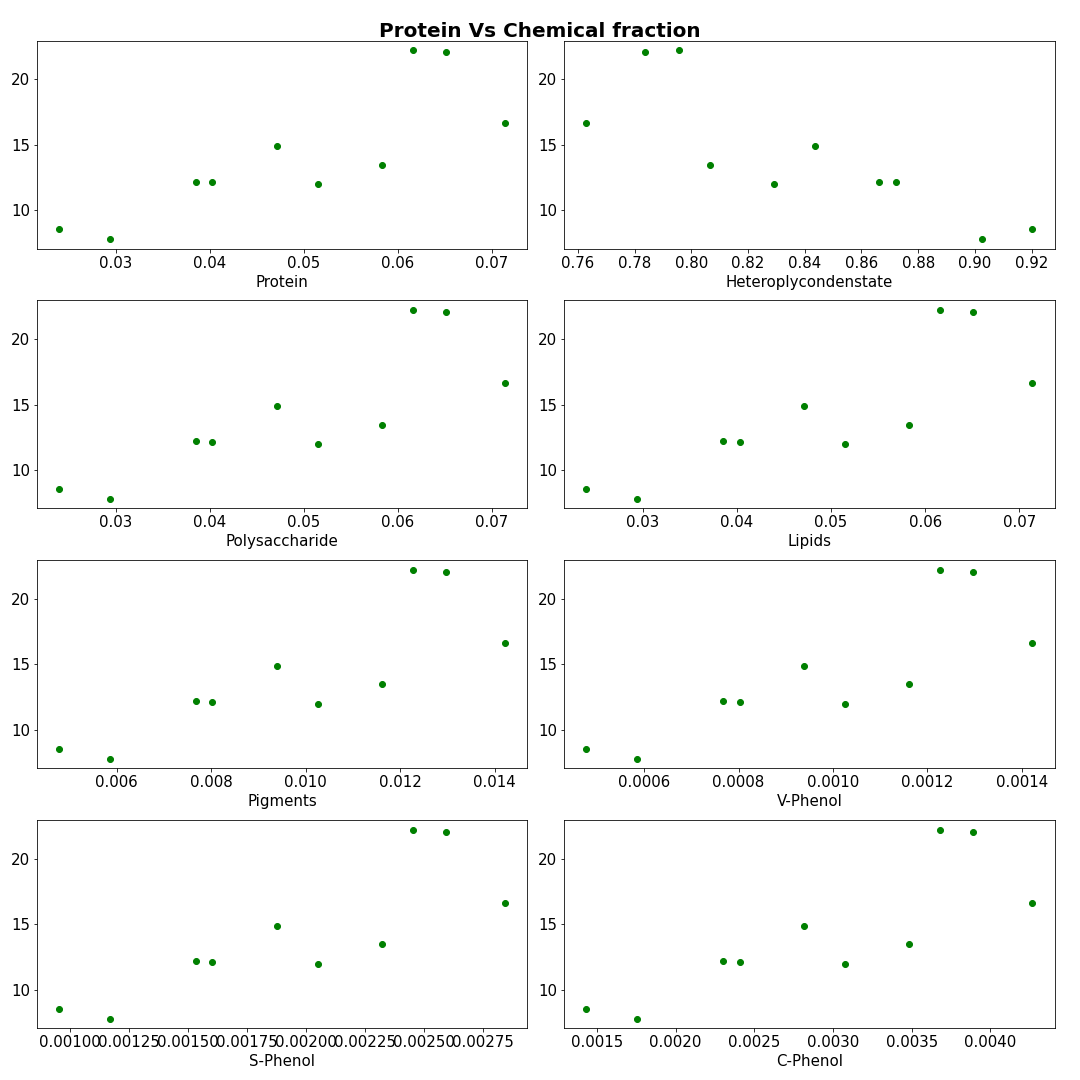 Protein Vs Chemical fraction
20
15
10
0.03 0.04 0.05 0.06 0.07
Protein
20
15
10
0.76 0.78 0.80 0.82 0.84 0.86 0.88 0.90 0.92
Heteroplycondenstate
20
15
10
0.03 0.04 0.05 0.06 0.07
Polysaccharide
20
15
10
0.03 0.04 0.05 0.06 0.07
Lipids
20
15
10
0.006 0.008 0.010 0.012 0.014
Pigments
20
15
10
0.0006 0.0008 0.0010 0.0012 0.0014
V-Phenol
20
15
10
0.00100 0.00125 0.00150 0.00175 0.00200 0.00225 0.00250 0.00275
S-Phenol
20
15
10
0.0015 0.0020 0.0025 0.0030 0.0035 0.0040
C-Phenol